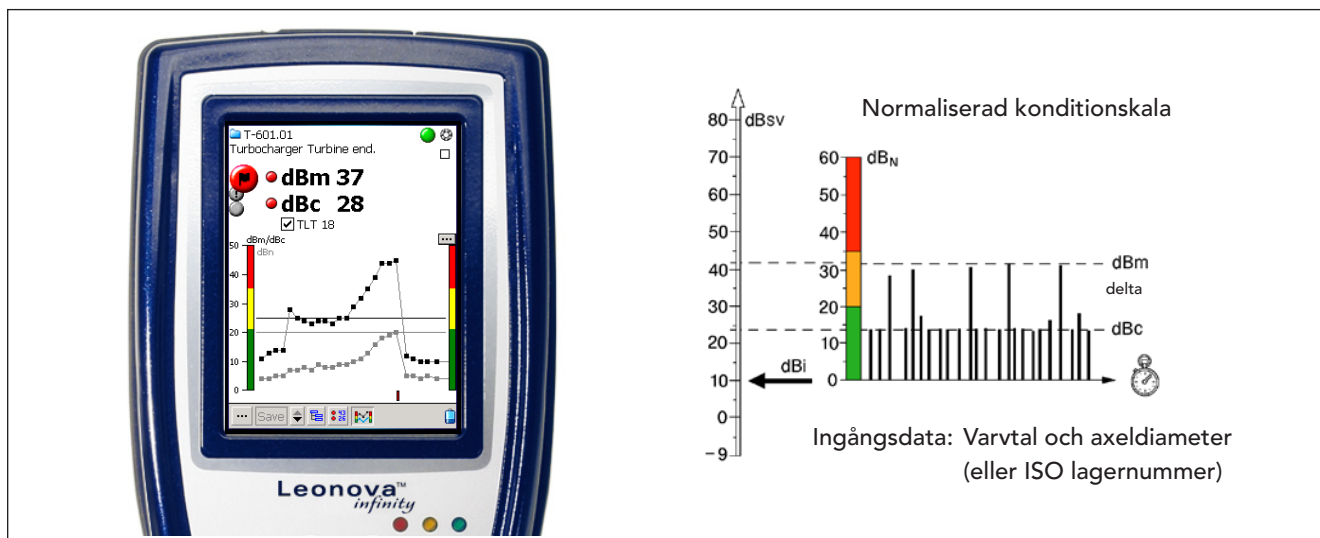 T-601.01
Turbocharger Turbine end.
dBm 37
dBc 28
TLT 18
dBm/dBc
dBn
50
40
30
20
10
0
Save
Leonova™
infinity
Normaliserad konditionskala
dBsv
80
70
60
50
40
30
20
10
0
-9
dBN
60
50
40
30
20
10
0
dBm
delta
dBc
dBi
Ingångsdata: Varvtal och axeldiameter
(eller ISO lagernummer)